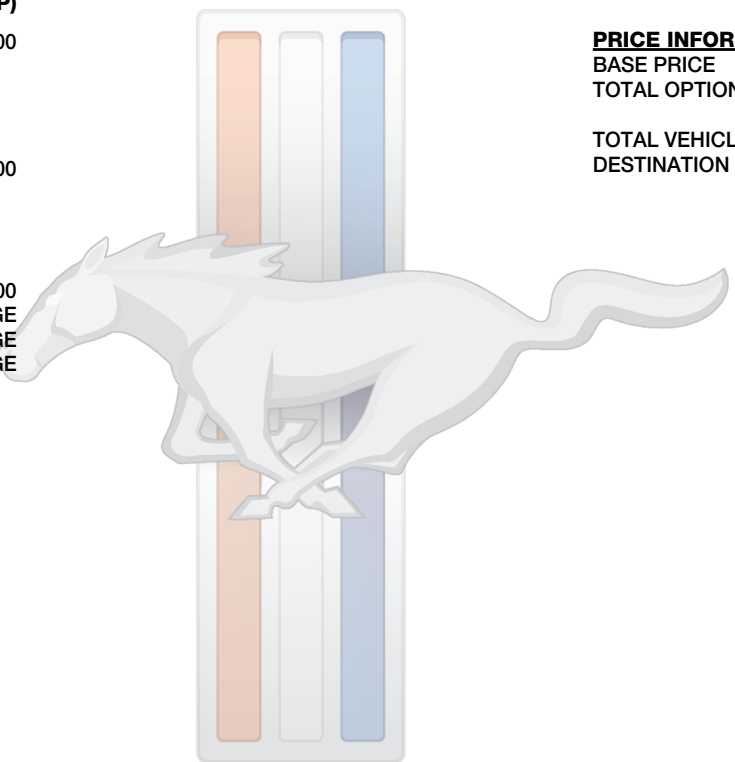 P)
00
00
00
GE
GE
GE
PRICE INFOR
BASE PRICE
TOTAL OPTION
TOTAL VEHICL
DESTINATION